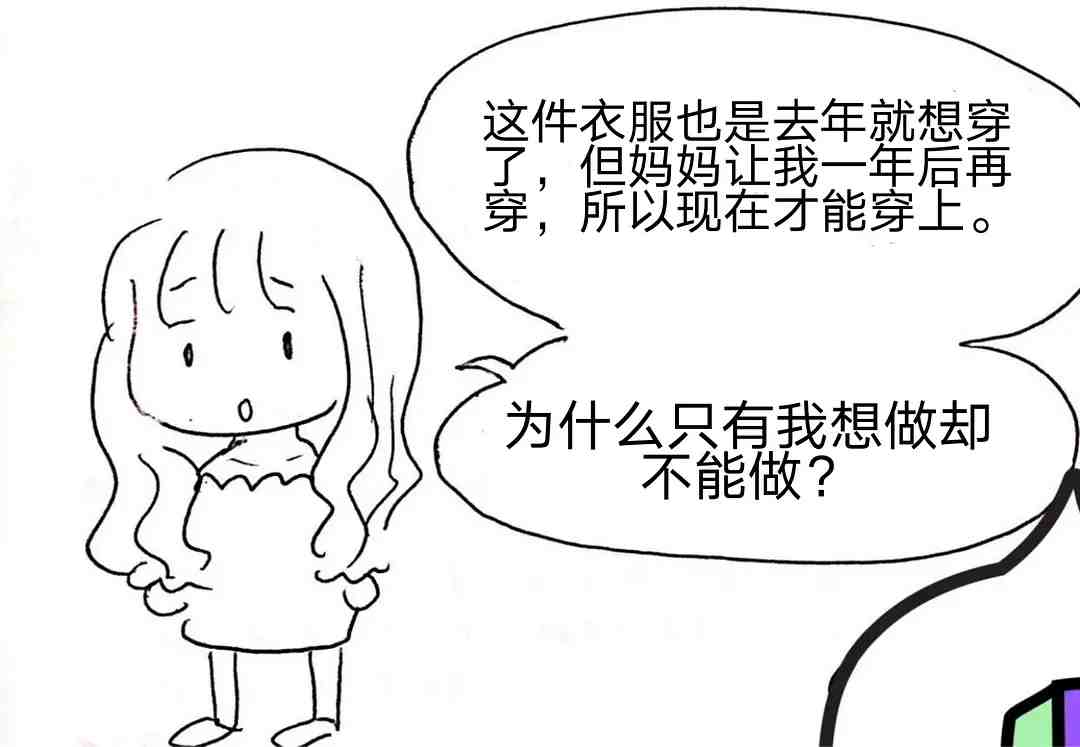 这件衣服也是去年就想穿
了，但妈妈让我一年后再
穿，所以现在才能穿上。
为什么只有我想做却
不能做？